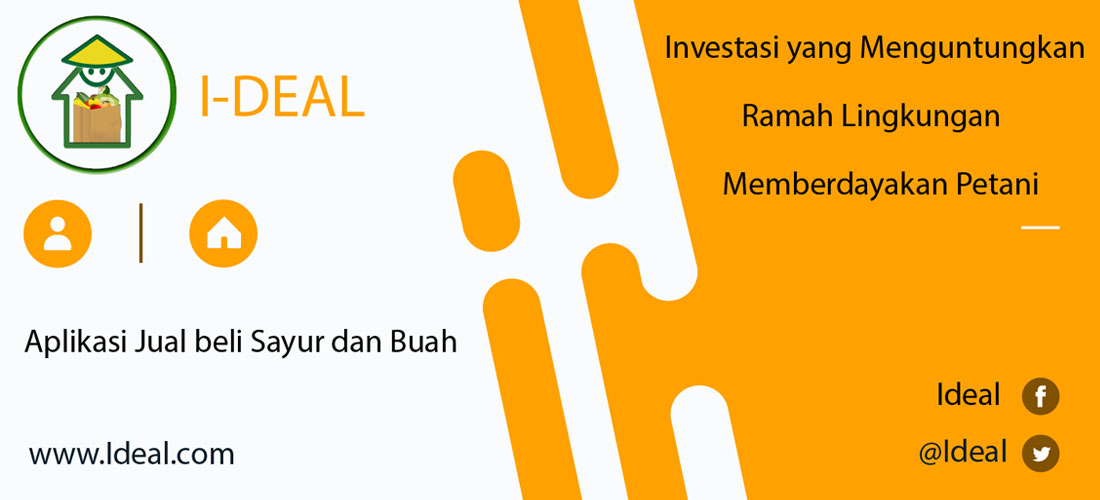 I-DEAL
Aplikasi Jual beli Sayur dan Buah
www.Ideal.com
Investasi yang Menguntungkan
Ramah Lingkungan
Memberdayakan Petani
Ideal
@Ideal